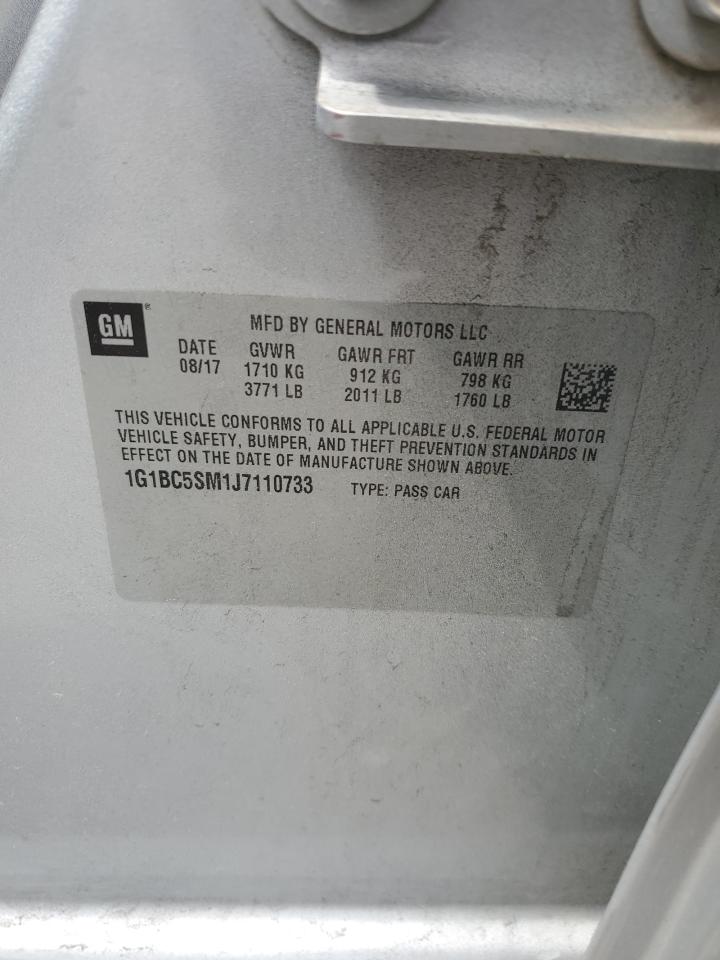 GM®
MFD BY GENERAL MOTORS LLC
DATE GVWR GAWR FRT GAWR RR
08/17 1710 KG 912 KG 798 KG
3771 LB 2011 LB 1760 LB
THIS VEHICLE CONFORMS TO ALL APPLICABLE U.S. FEDERAL MOTOR
VEHICLE SAFETY, BUMPER, AND THEFT PREVENTION STANDARDS IN
EFFECT ON THE DATE OF MANUFACTURE SHOWN ABOVE.
1G1BC5SM1J7110733 TYPE: PASS CAR